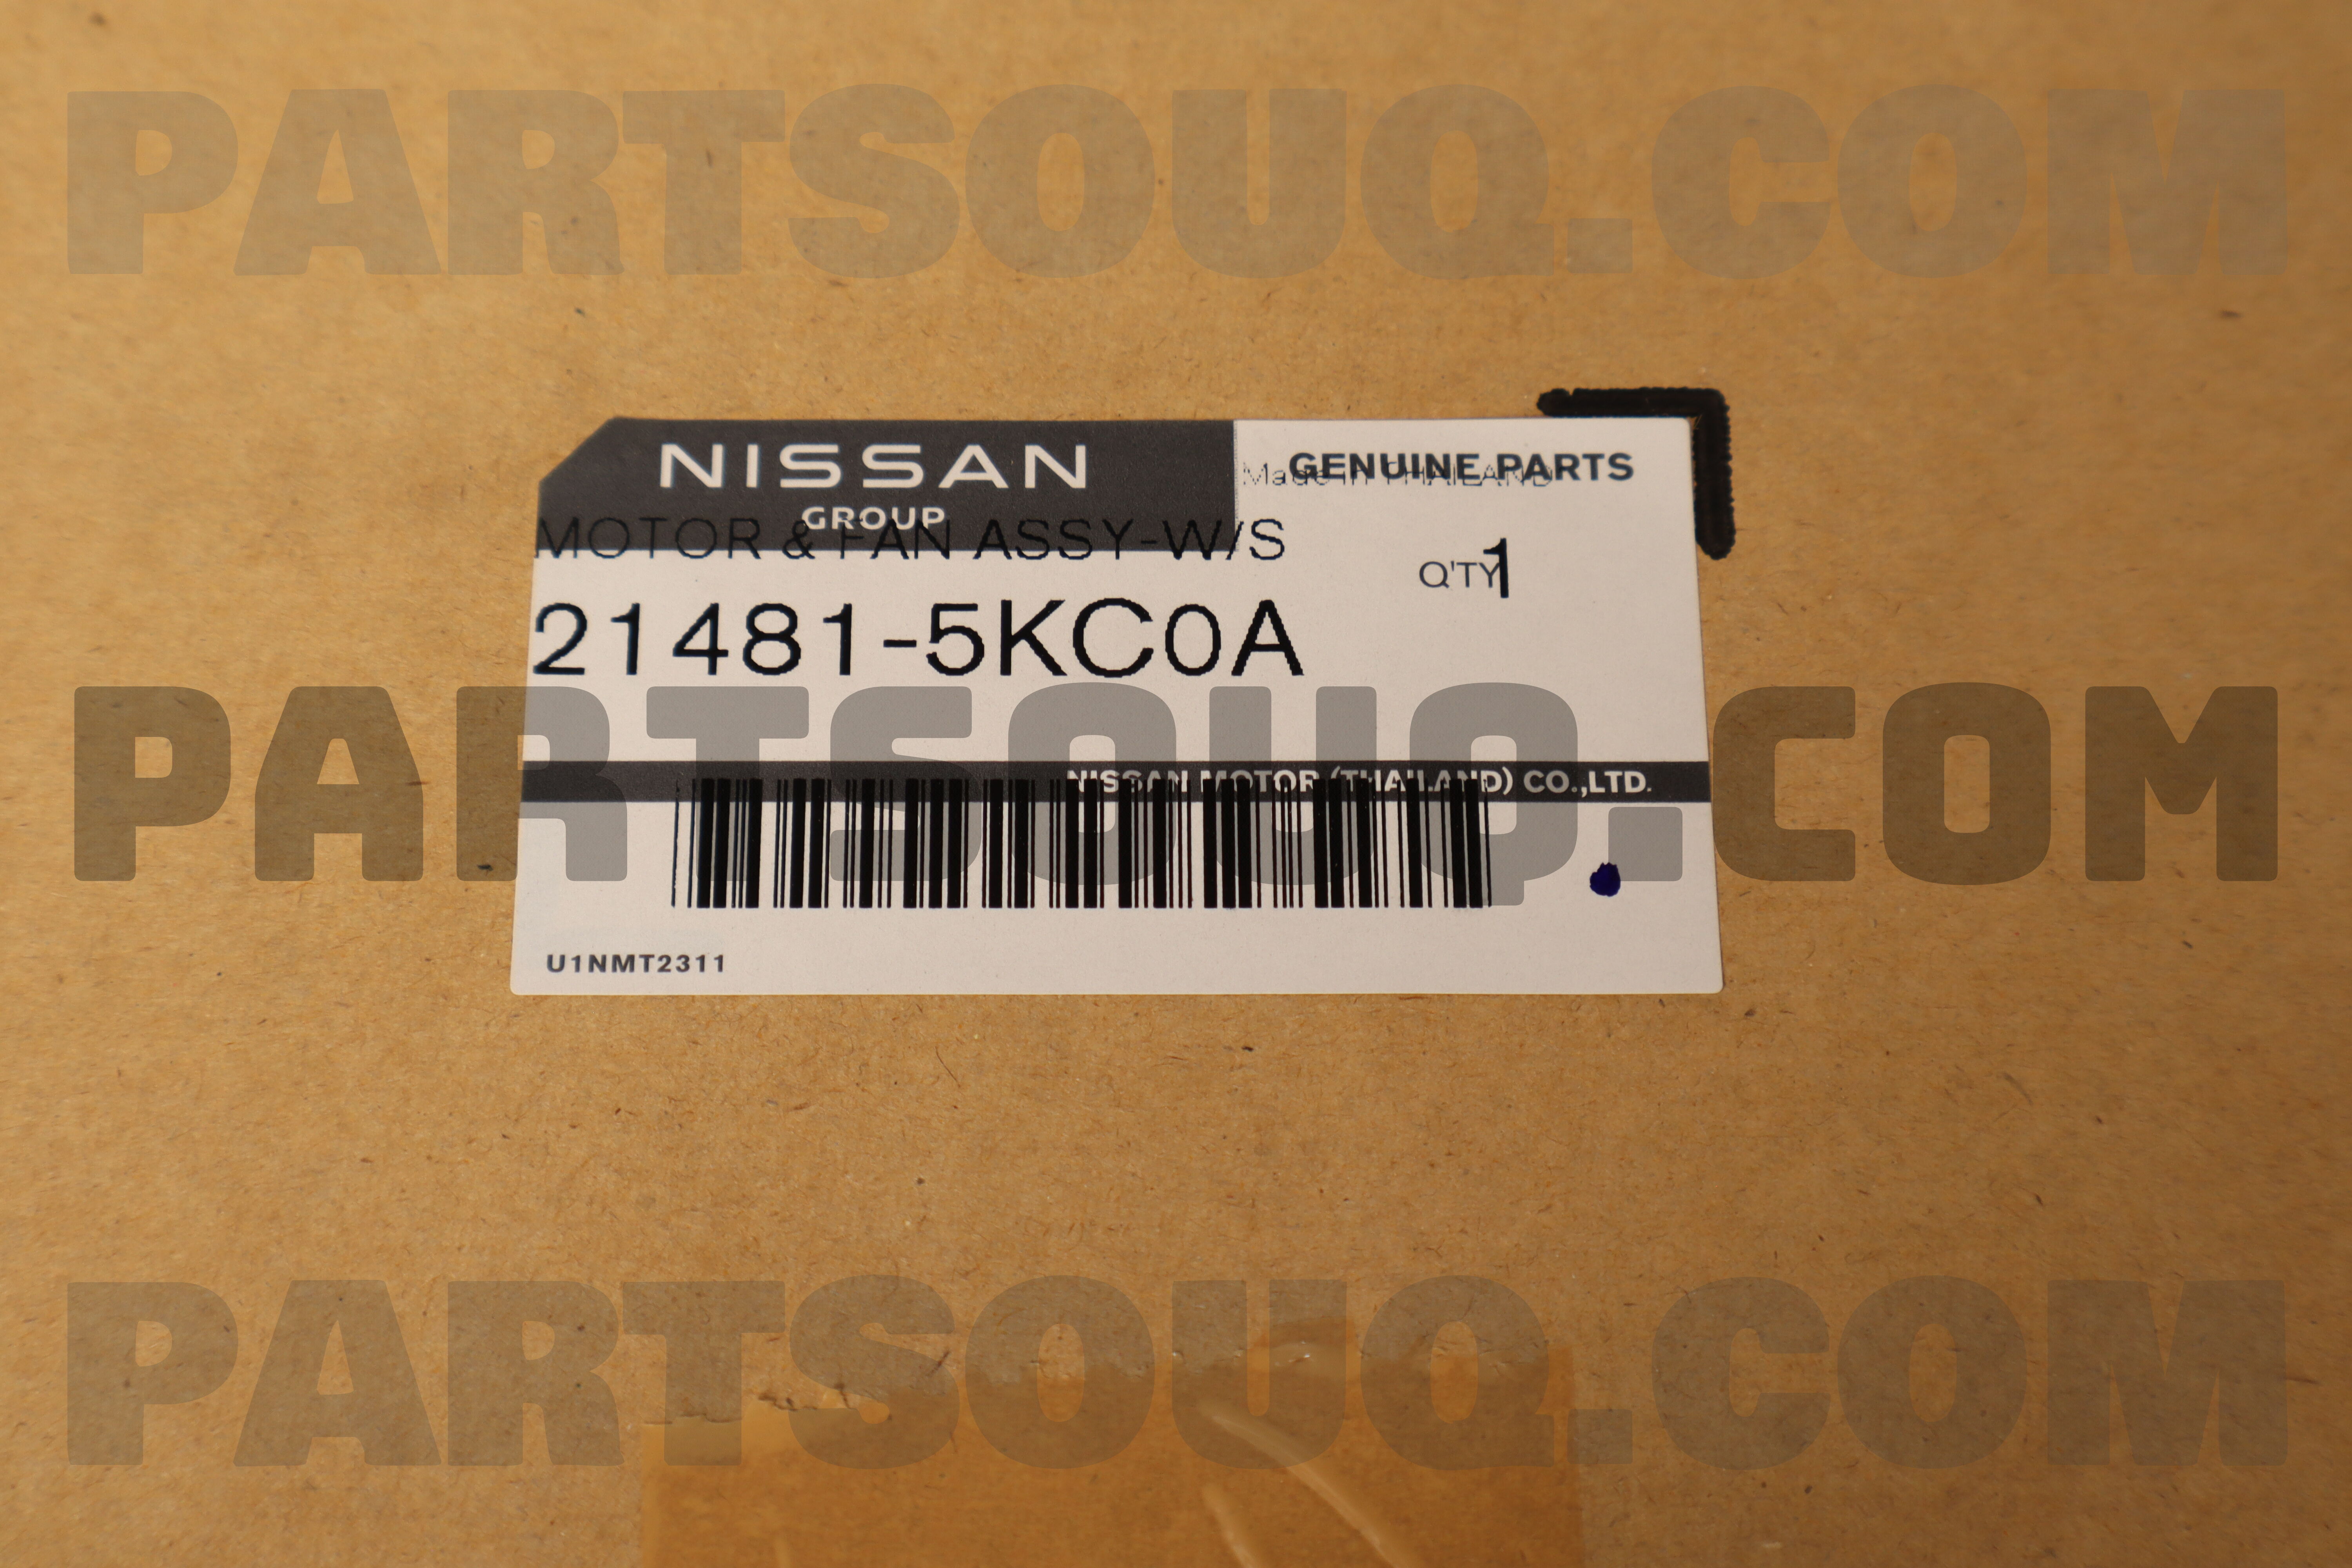 PARTSOUQ.COM
NISSAN
GROUP
GENUINE PARTS
Made in THAILAND
MOTOR & FAN ASSY-W/S
Q'TY 1
21481-5KC0A
PARTSOUQ.COM
NISSAN MOTOR (THAILAND) CO.,LTD.
U1NMT2311
PARTSOUQ.COM